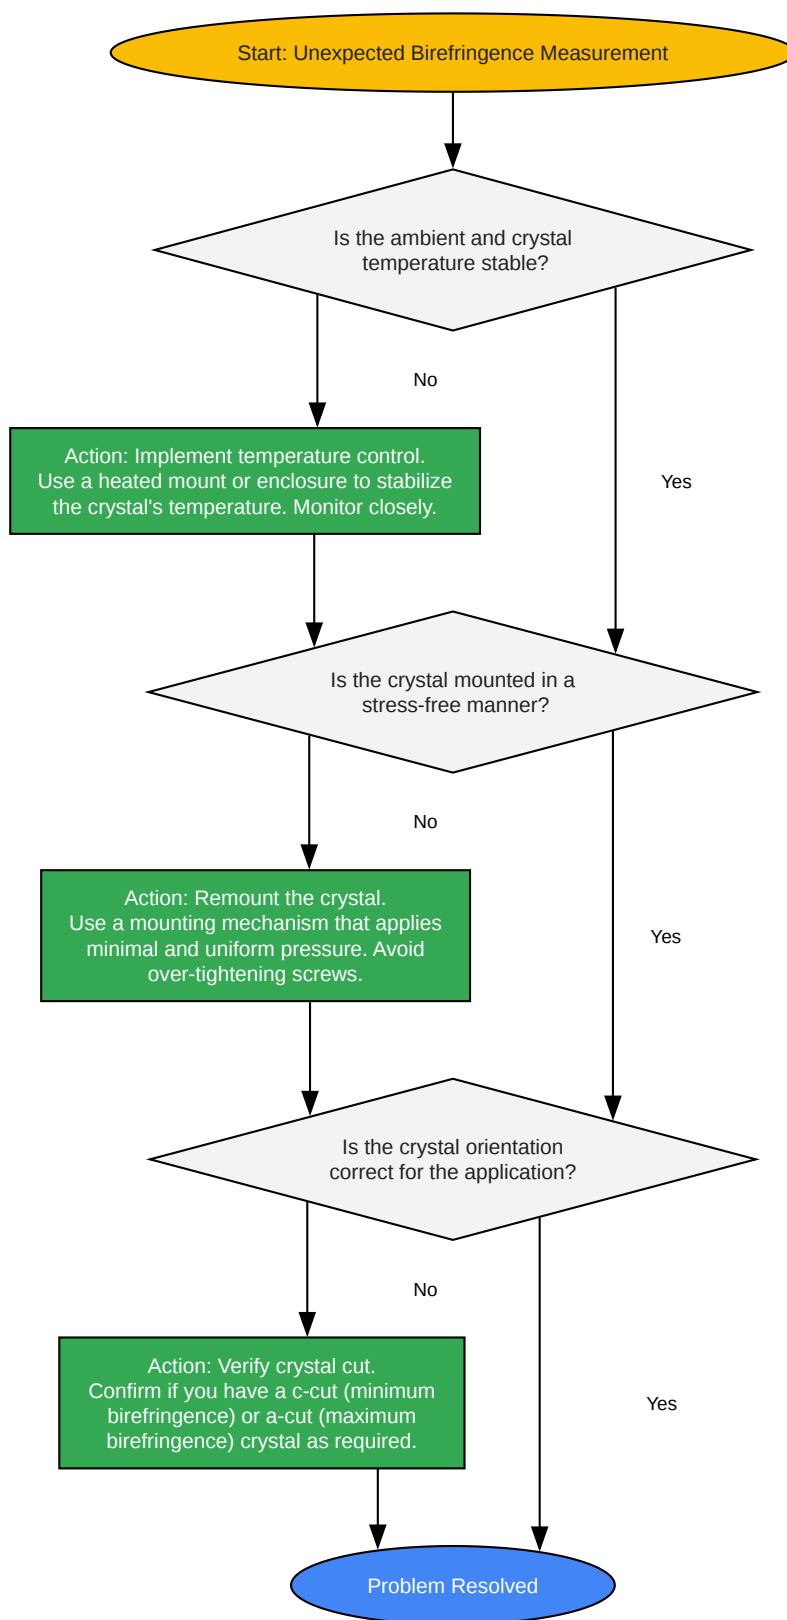 Start: Unexpected Birefringence Measurement
Is the ambient and crystal
temperature stable?
No
Action: Implement temperature control.
Use a heated mount or enclosure to stabilize
the crystal's temperature. Monitor closely.
Yes
Is the crystal mounted in a
stress-free manner?
No
Action: Remount the crystal.
Use a mounting mechanism that applies
minimal and uniform pressure. Avoid
over-tightening screws.
Yes
Is the crystal orientation
correct for the application?
No
Action: Verify crystal cut.
Confirm if you have a c-cut (minimum
birefringence) or a-cut (maximum
birefringence) crystal as required.
Yes
Problem Resolved